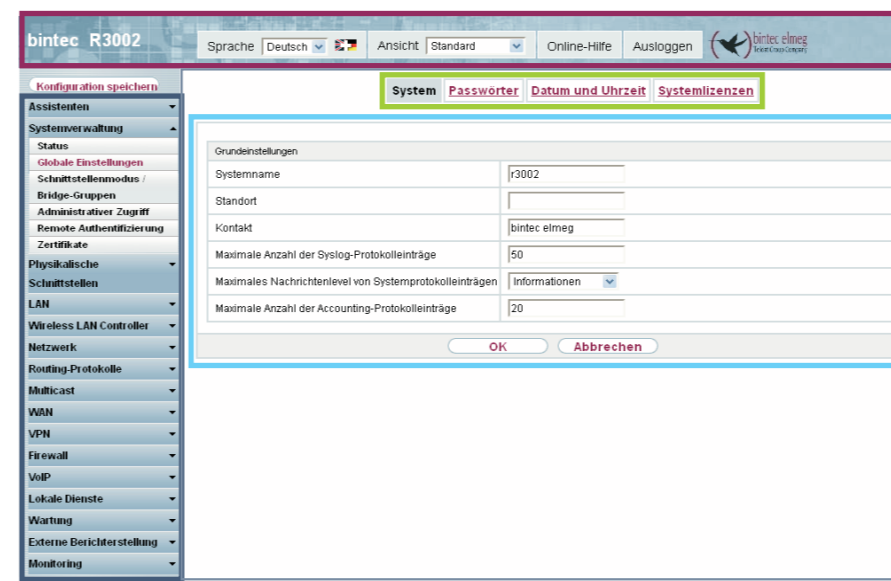 bintec R3002
Sprache Deutsch Ansicht Standard Online-Hilfe Ausloggen bintec elmeg
Konfiguration speichern
System Passwörter Datum und Uhrzeit Systemlizenzen
Assistenten
Systemverwaltung
Status
Globale Einstellungen
Schnittstellenmodus /
Bridge-Gruppen
Administrativer Zugriff
Remote Authentifizierung
Zertifikate
Physikalische
Schnittstellen
LAN
Wireless LAN Controller
Netzwerk
Routing-Protokolle
Multicast
WAN
VPN
Firewall
VoIP
Lokale Dienste
Wartung
Externe Berichterstellung
Monitoring
Grundeinstellungen
Systemname r3002
Standort
Kontakt bintec elmeg
Maximale Anzahl der Syslog-Protokolleinträge 50
Maximales Nachrichtenlevel von Systemprotokolleinträgen Informationen
Maximale Anzahl der Accounting-Protokolleinträge 20
OK Abbrechen